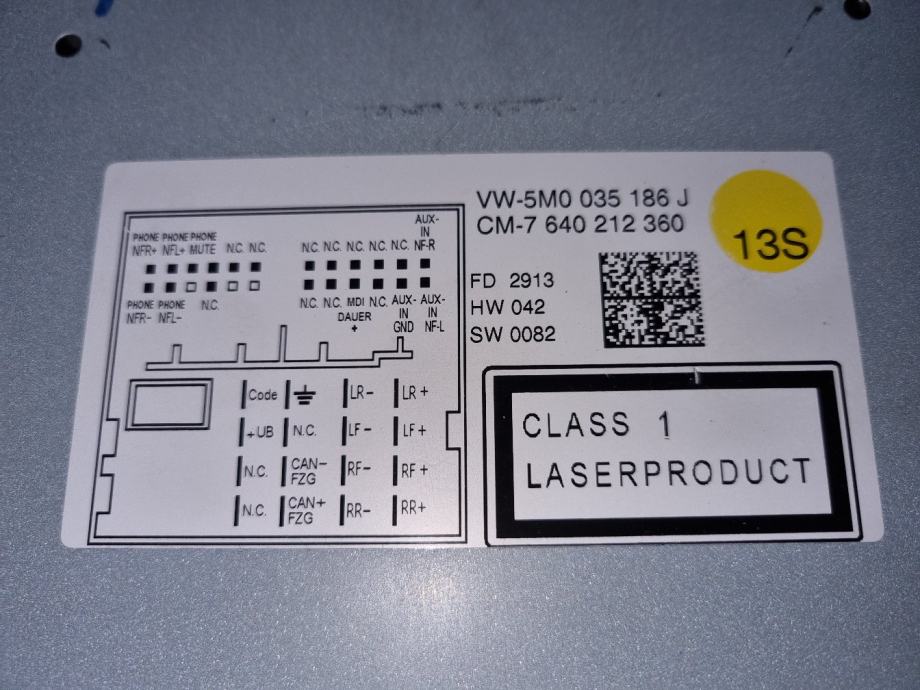 VW-5M0 035 186 J
CM-7 640 212 360
13S
FD 2913
HW 042
SW 0082
AUX-
PHONE PHONE PHONE IN
NFR+ NFL+ MUTE N.C. N.C. N.C. N.C. N.C. N.C. N.C. NF-R
PHONE PHONE N.C. N.C. N.C. MDI N.C. AUX- AUX-
NFR- NFL- DAUER IN IN
+ GND NF-L
Code LR- LR+
+UB N.C. LF- LF+
N.C. CAN- RF- RF+
FZG
N.C. CAN+ RR- RR+
FZG
CLASS 1
LASERPRODUCT